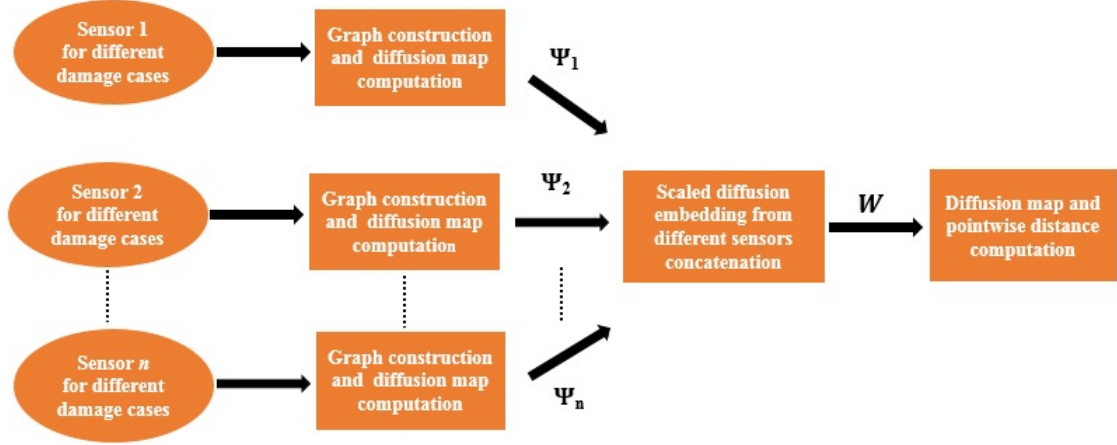 Sensor 1
for different
damage cases
Graph construction
and diffusion map
computation
Ψ1
Sensor 2
for different
damage cases
Graph construction
and diffusion map
computation
Ψ2
Scaled diffusion
embedding from
different sensors
concatenation
W
Diffusion map and
pointwise distance
computation
Sensor n
for different
damage cases
Graph construction
and diffusion map
computation
Ψn